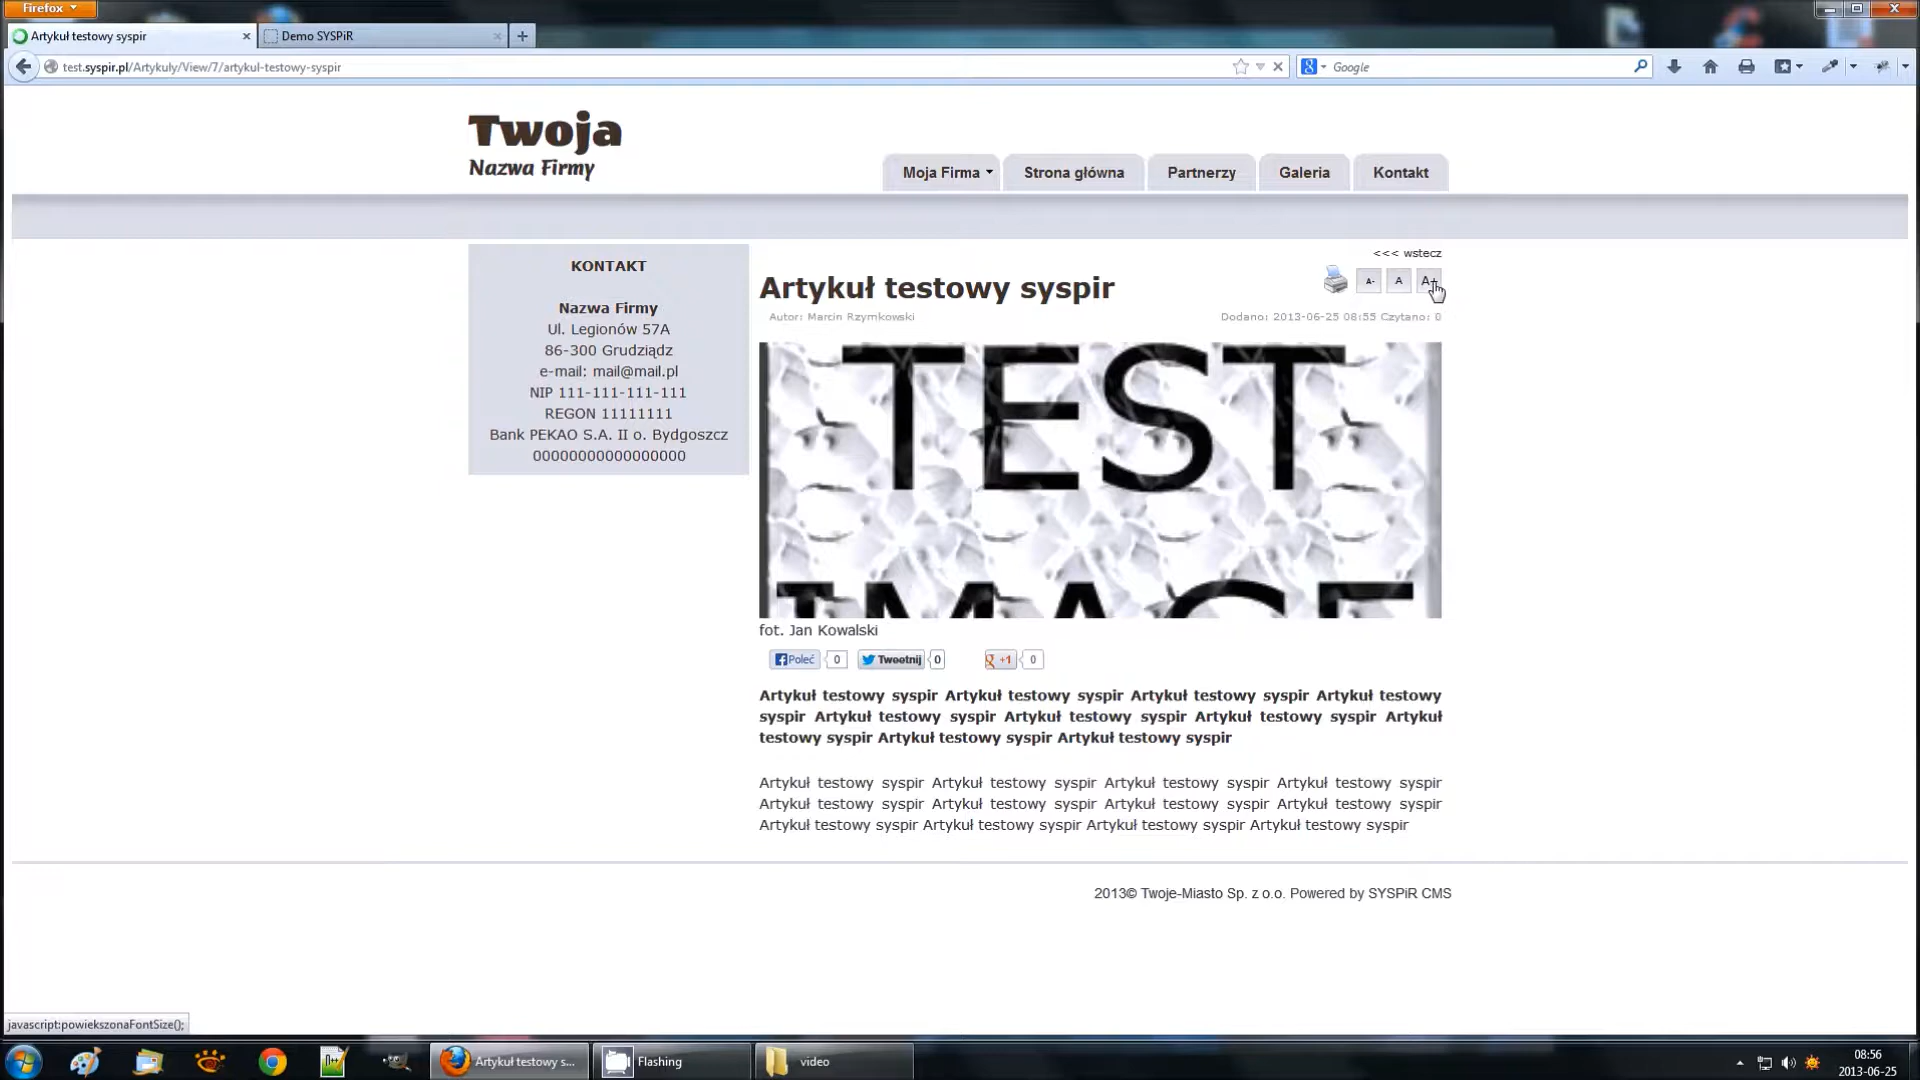 Firefox
Artykuł testowy syspir
Demo SYSPiR
test.syspir.pl/Artykuly/View/7/artykul-testowy-syspir
Google
Twoja
Nazwa Firmy
Moja Firma
Strona główna
Partnerzy
Galeria
Kontakt
<<< wstecz
KONTAKT
Nazwa Firmy
Ul. Legionów 57A
86-300 Grudziądz
e-mail: mail@mail.pl
NIP 111-111-111-111
REGON 11111111
Bank PEKAO S.A. II o. Bydgoszcz
00000000000000000
Artykuł testowy syspir
A-
A
A+
Autor: Marcin Rzymkowski
Dodano: 2013-06-25 08:55 Czytano: 0
TEST
IMAGE
fot. Jan Kowalski
Poleć
0
Tweetnij
0
g +1
0
Artykuł testowy syspir Artykuł testowy syspir Artykuł testowy syspir Artykuł testowy
syspir Artykuł testowy syspir Artykuł testowy syspir Artykuł testowy syspir Artykuł
testowy syspir Artykuł testowy syspir Artykuł testowy syspir
Artykuł testowy syspir Artykuł testowy syspir Artykuł testowy syspir Artykuł testowy syspir
Artykuł testowy syspir Artykuł testowy syspir Artykuł testowy syspir Artykuł testowy syspir
Artykuł testowy syspir Artykuł testowy syspir Artykuł testowy syspir Artykuł testowy syspir
2013© Twoje-Miasto Sp. z o.o. Powered by SYSPiR CMS
javascript:powiekszonaFontSize();
Artykuł testowy s...
Flashing
video
08:56
2013-06-25